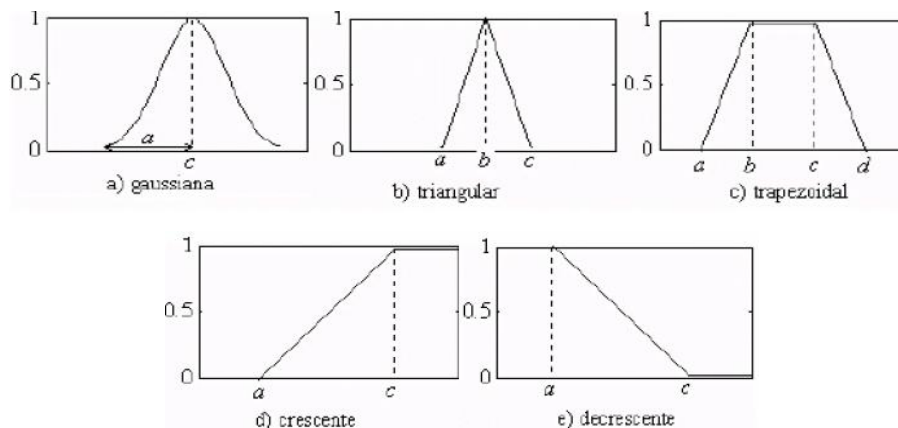 1
0.5
0
a
c
a) gaussiana
1
0.5
0
a
b
c
b) triangular
1
0.5
0
a
b
c
d
c) trapezoidal
1
0.5
0
a
c
d) crescente
1
0.5
0
a
c
e) decrescente